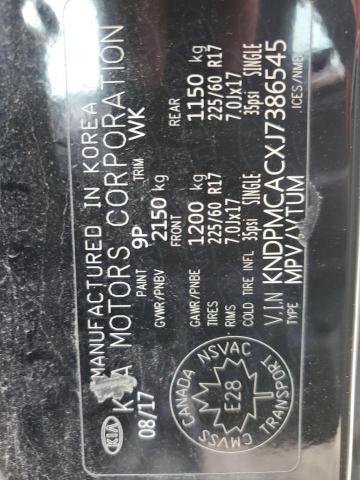 KIA
MANUFACTURED IN KOREA
KIA MOTORS CORPORATION
08/17 PAINT 9P TRIM WK
GVWR/PNBV 2150 kg
FRONT REAR
GAWR/PNBE 1200 kg 1150 kg
TIRES 225/60 R17 225/60 R17
RIMS 7.0Jx17 7.0Jx17
COLD TIRE INFL 35psi SINGLE 35psi SINGLE
V.I.N KNDPMCACXJ7386545
TYPE MPV/VTUM ICES/NMB
CANADA NSVAC
E28
CMVSS TRANSPORT